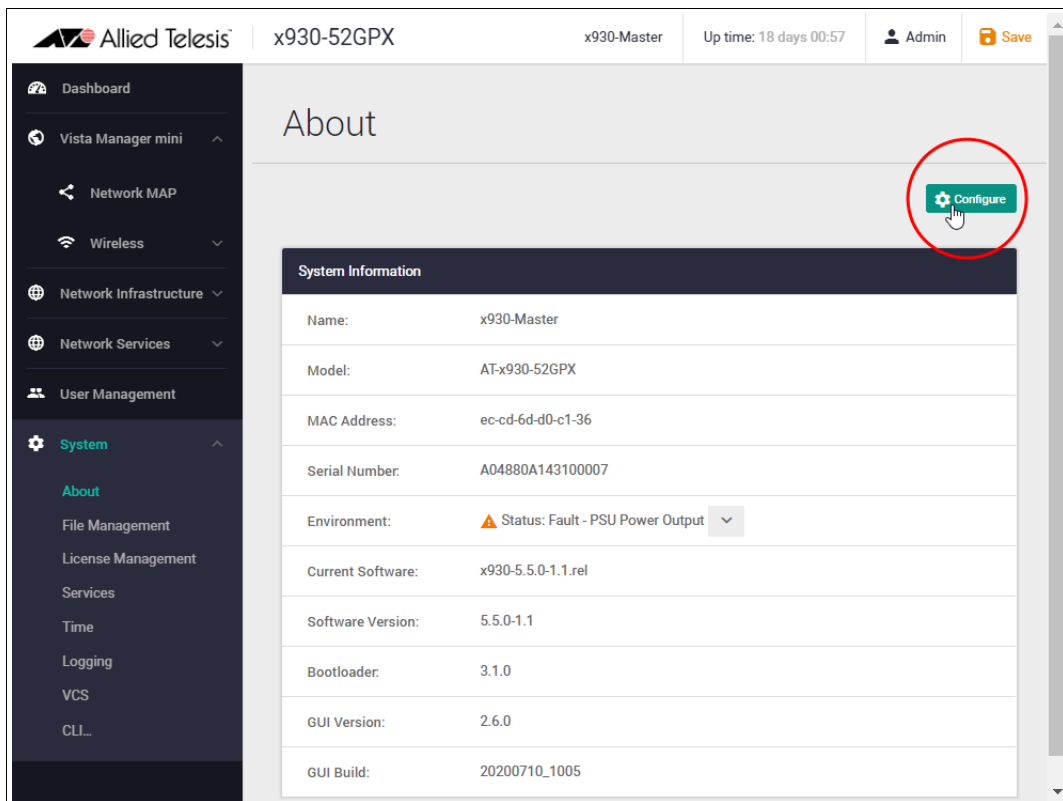 Allied Telesis™ x930-52GPX x930-Master Up time: 18 days 00:57 Admin Save
Dashboard
Vista Manager mini
Network MAP
Wireless
Network Infrastructure
Network Services
User Management
System
About
File Management
License Management
Services
Time
Logging
VCS
CLI...
About
Configure
System Information
Name: x930-Master
Model: AT-x930-52GPX
MAC Address: ec-cd-6d-d0-c1-36
Serial Number: A04880A143100007
Environment: Status: Fault - PSU Power Output
Current Software: x930-5.5.0-1.1.rel
Software Version: 5.5.0-1.1
Bootloader: 3.1.0
GUI Version: 2.6.0
GUI Build: 20200710_1005